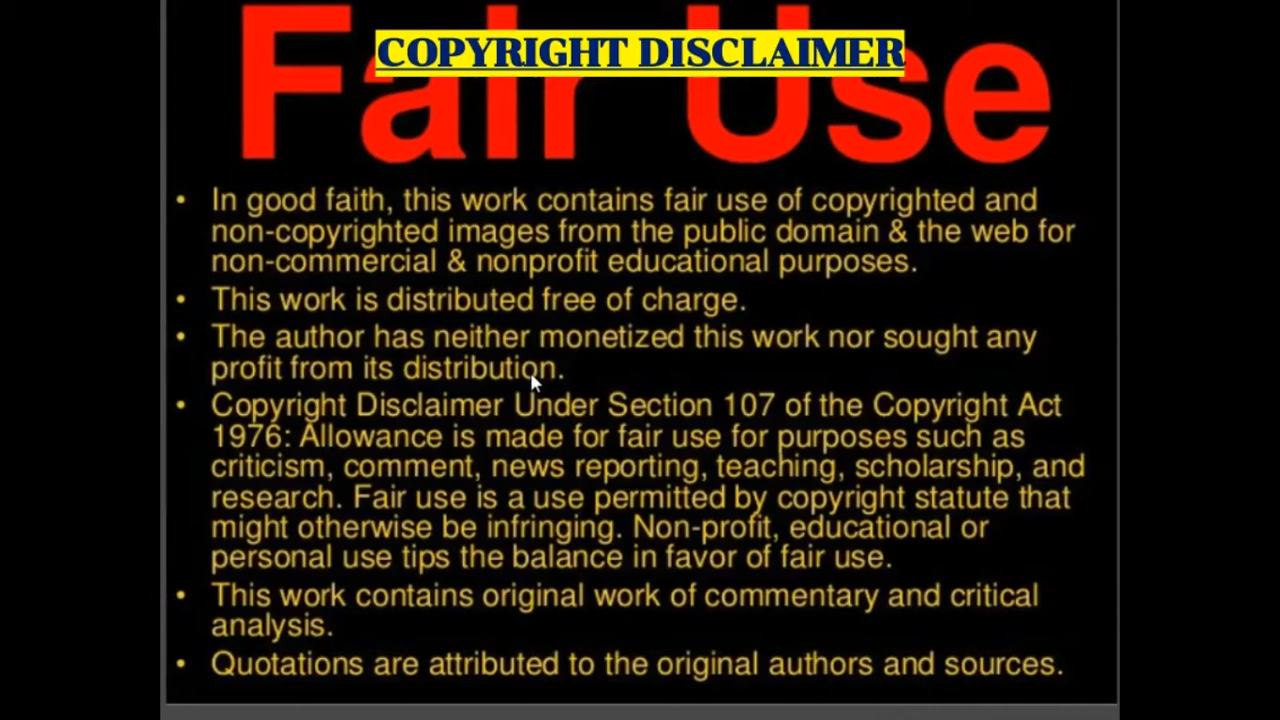 Fair Use
COPYRIGHT DISCLAIMER
• In good faith, this work contains fair use of copyrighted and
non-copyrighted images from the public domain & the web for
non-commercial & nonprofit educational purposes.
• This work is distributed free of charge.
• The author has neither monetized this work nor sought any
profit from its distribution.
• Copyright Disclaimer Under Section 107 of the Copyright Act
1976: Allowance is made for fair use for purposes such as
criticism, comment, news reporting, teaching, scholarship, and
research. Fair use is a use permitted by copyright statute that
might otherwise be infringing. Non-profit, educational or
personal use tips the balance in favor of fair use.
• This work contains original work of commentary and critical
analysis.
• Quotations are attributed to the original authors and sources.